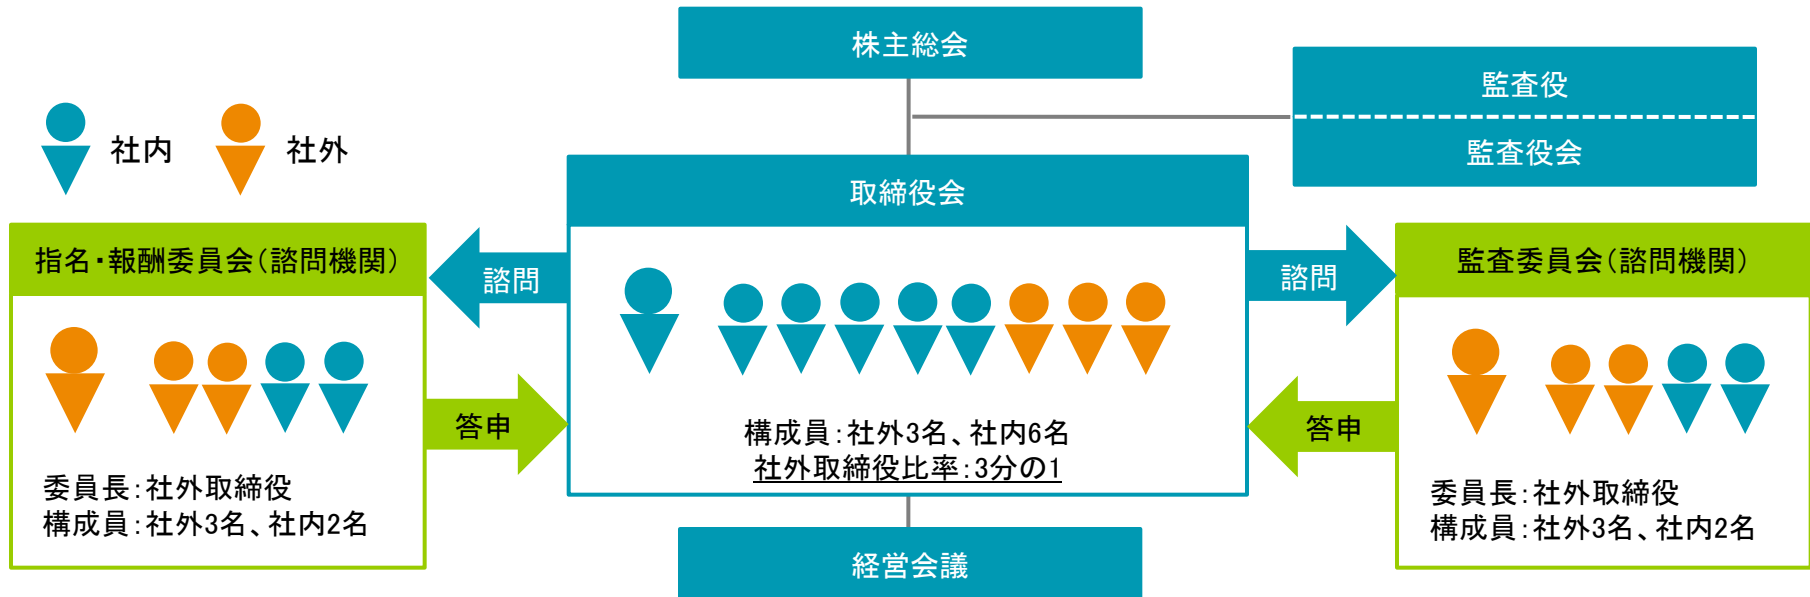 株主総会
監査役
監査役会
社内
社外
取締役会
指名・報酬委員会(諮問機関)
諮問
諮問
監査委員会(諮問機関)
答申
答申
構成員:社外3名、社内6名
社外取締役比率:3分の1
委員長:社外取締役
構成員:社外3名、社内2名
委員長:社外取締役
構成員:社外3名、社内2名
経営会議